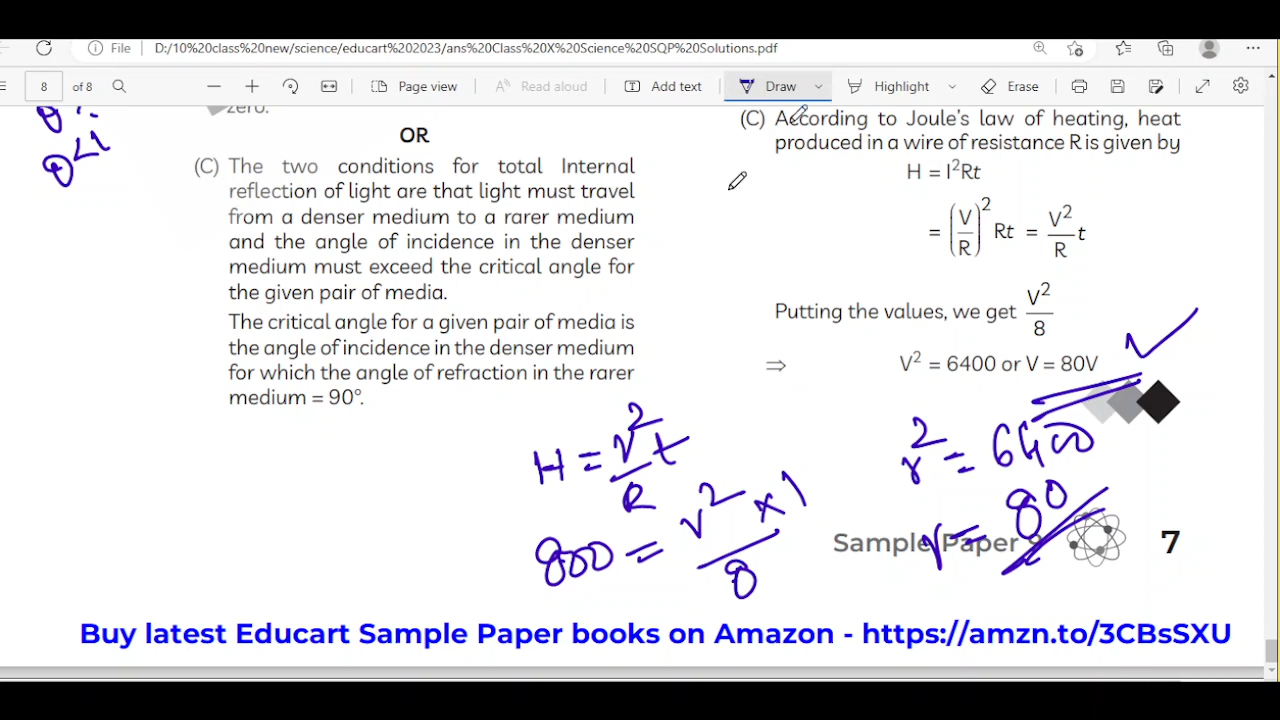 File D:/10%20class%20new/science/educart%202023/ans%20Class%20X%20Science%20SQP%20Solutions.pdf
8 of 8 Page view Read aloud Add text Draw Highlight Erase
zero.
θ<i
OR
(C) The two conditions for total Internal
reflection of light are that light must travel
from a denser medium to a rarer medium
and the angle of incidence in the denser
medium must exceed the critical angle for
the given pair of media.
The critical angle for a given pair of media is
the angle of incidence in the denser medium
for which the angle of refraction in the rarer
medium = 90°.
H = V²/R t
800 = V² × 1 / 8
(C) According to Joule's law of heating, heat
produced in a wire of resistance R is given by
H = I²Rt
= (V/R)² Rt = V²/R t
Putting the values, we get V²/8
⇒ V² = 6400 or V = 80V
V² = 6400
V = 80
Sample Paper 7
Buy latest Educart Sample Paper books on Amazon - https://amzn.to/3CBsSXU